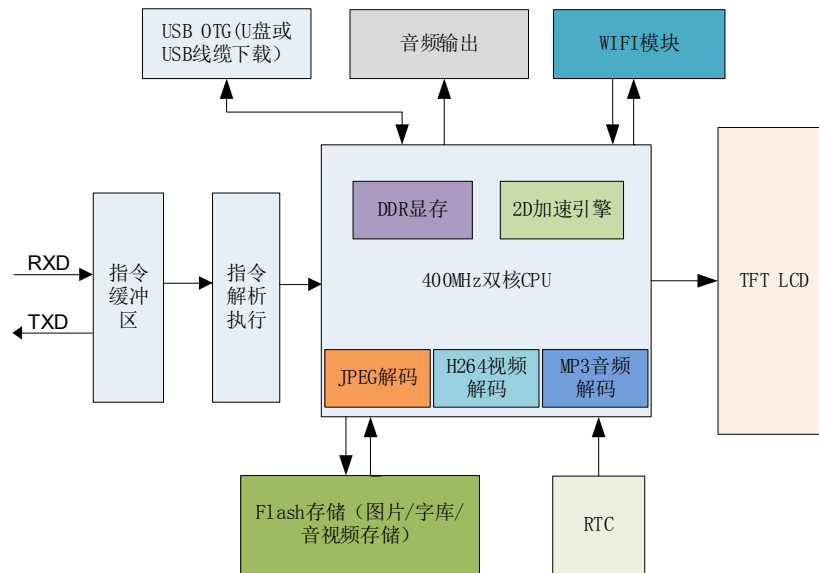 USB OTG(U盘或
USB线缆下载）
音频输出
WIFI模块
DDR显存
2D加速引擎
RXD
TXD
指令
缓冲
区
指令
解析
执行
400MHz双核CPU
TFT LCD
JPEG解码
H264视频
解码
MP3音频
解码
Flash存储（图片/字库/
音视频存储）
RTC